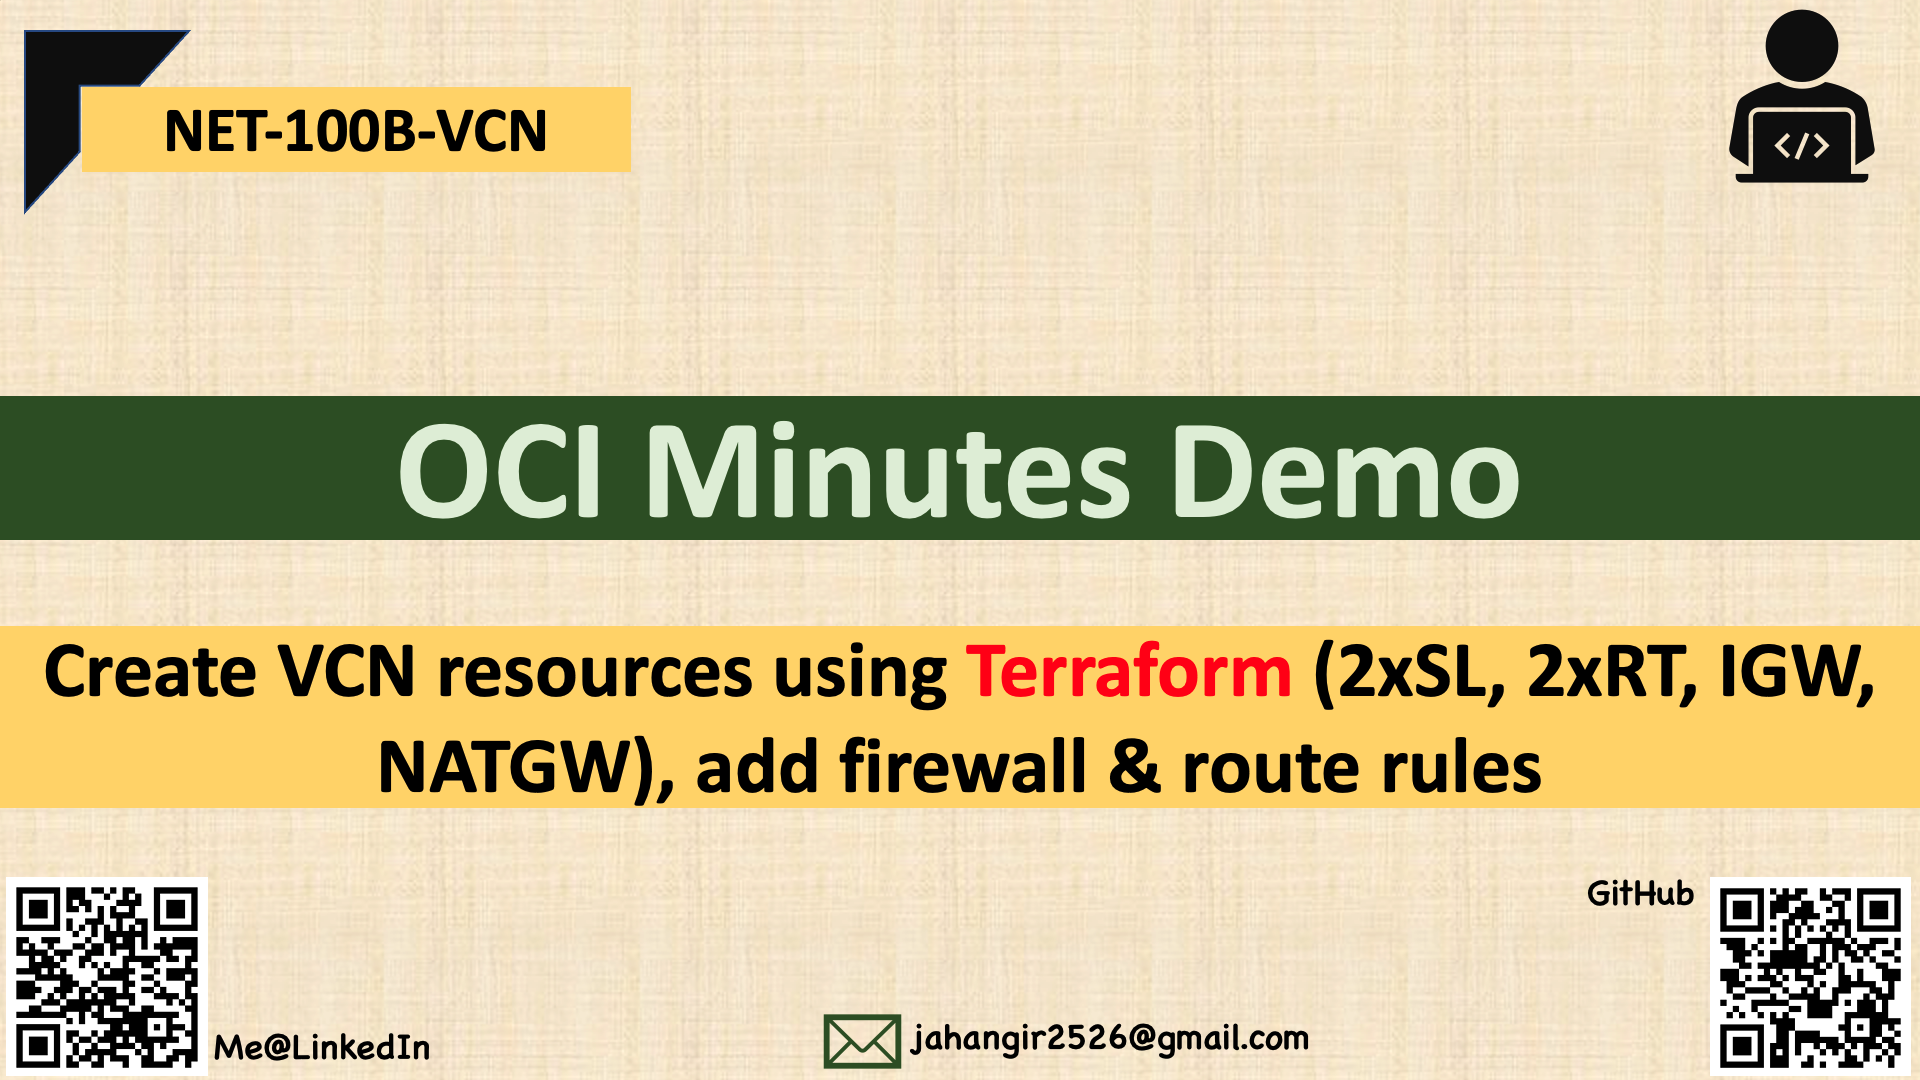 NET-100B-VCN
</>
OCI Minutes Demo
Create VCN resources using Terraform (2xSL, 2xRT, IGW,
NATGW), add firewall & route rules
GitHub
Me@LinkedIn
jahangir2526@gmail.com